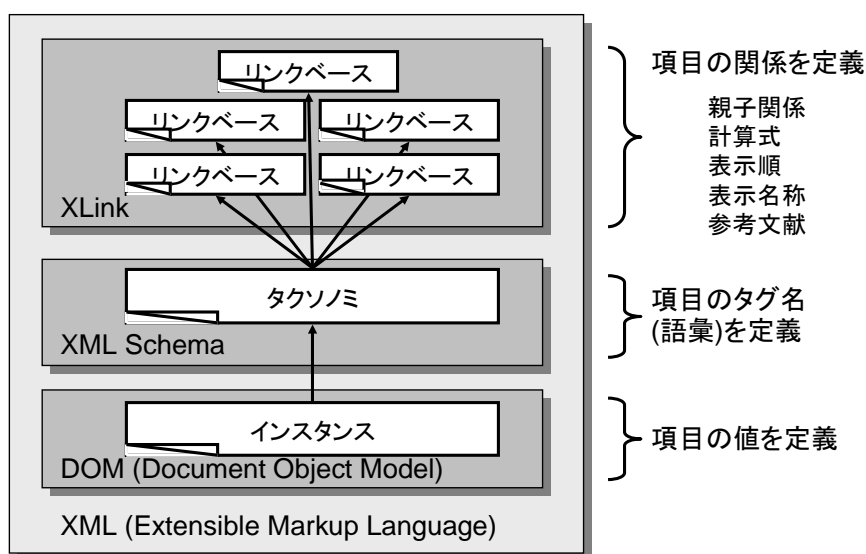 リンクベース
リンクベース
リンクベース
リンクベース
リンクベース
XLink
項目の関係を定義
親子関係
計算式
表示順
表示名称
参考文献
タクソノミ
XML Schema
項目のタグ名
(語彙)を定義
インスタンス
DOM (Document Object Model)
項目の値を定義
XML (Extensible Markup Language)